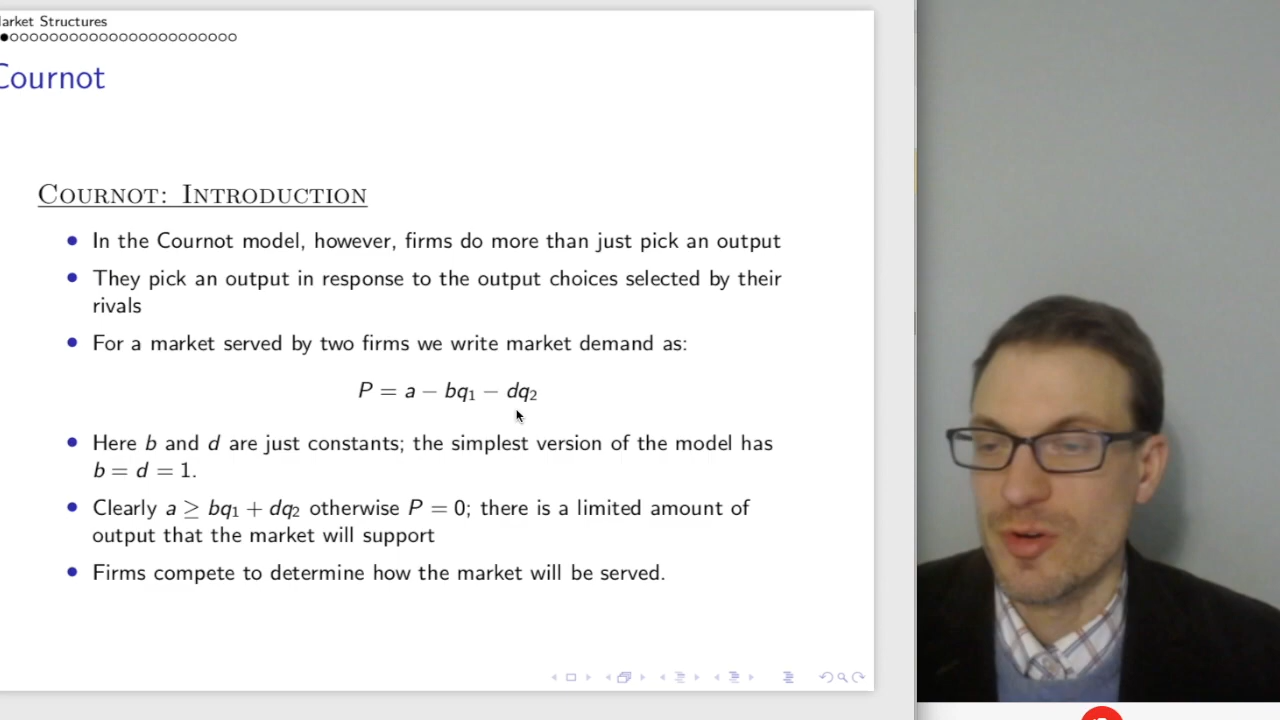 arket Structures
Cournot
Cournot: Introduction
In the Cournot model, however, firms do more than just pick an output
They pick an output in response to the output choices selected by their
rivals
For a market served by two firms we write market demand as:
P = a − bq₁ − dq₂
Here b and d are just constants; the simplest version of the model has
b = d = 1.
Clearly a ≥ bq₁ + dq₂ otherwise P = 0; there is a limited amount of
output that the market will support
Firms compete to determine how the market will be served.